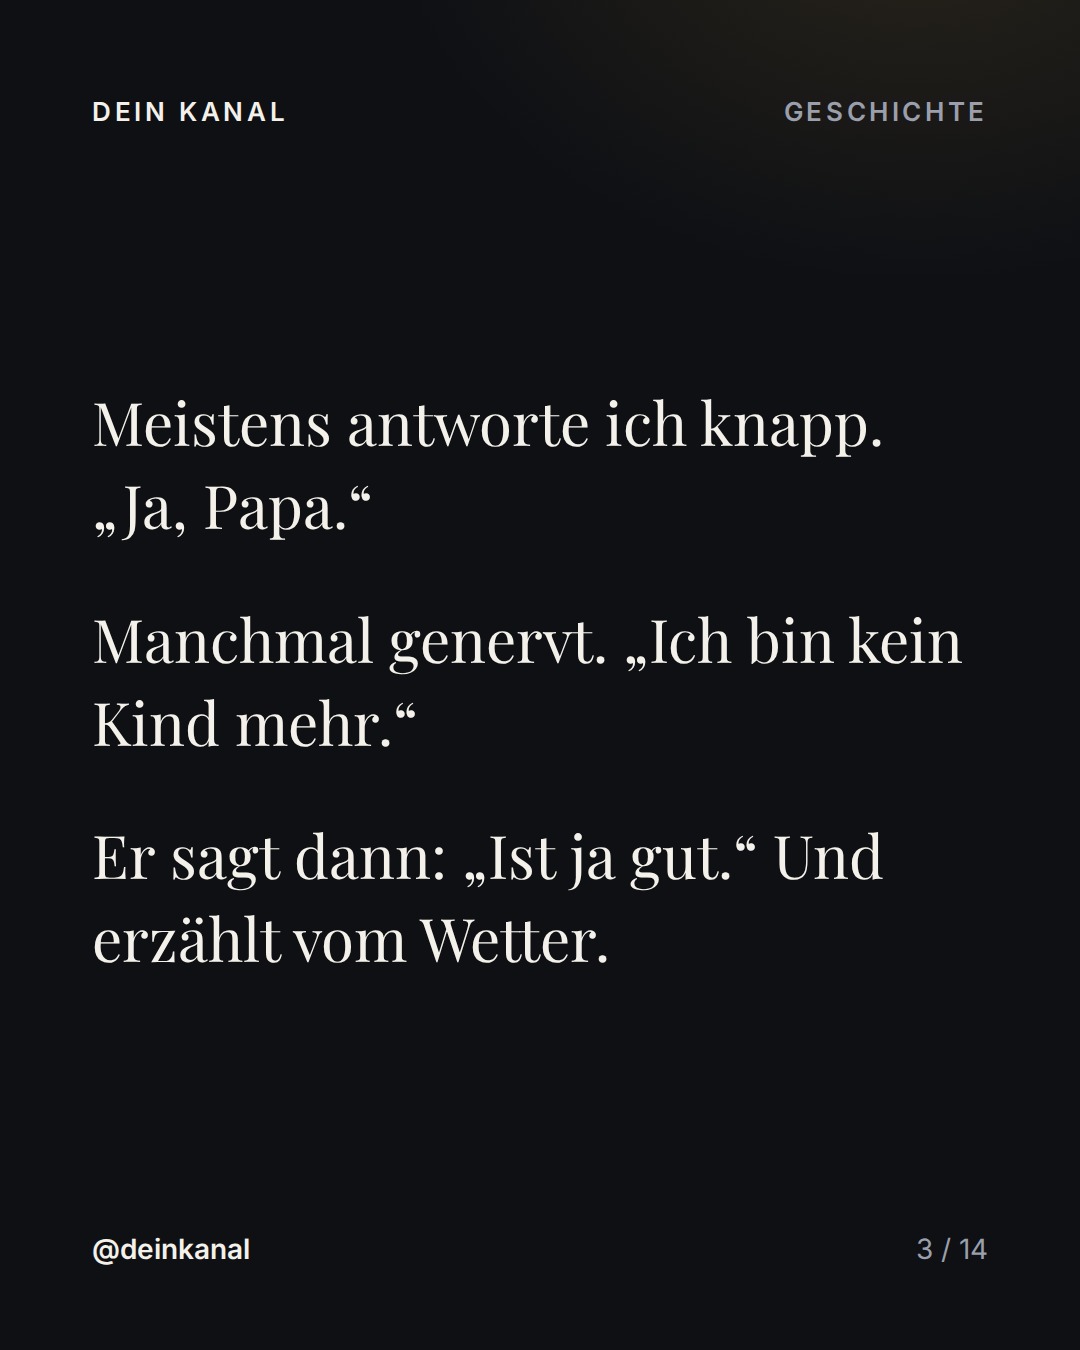 DEIN KANAL
GESCHICHTE
Meistens antworte ich knapp.
„Ja, Papa.“
Manchmal genervt. „Ich bin kein
Kind mehr.“
Er sagt dann: „Ist ja gut.“ Und
erzählt vom Wetter.
@deinkanal
3 / 14